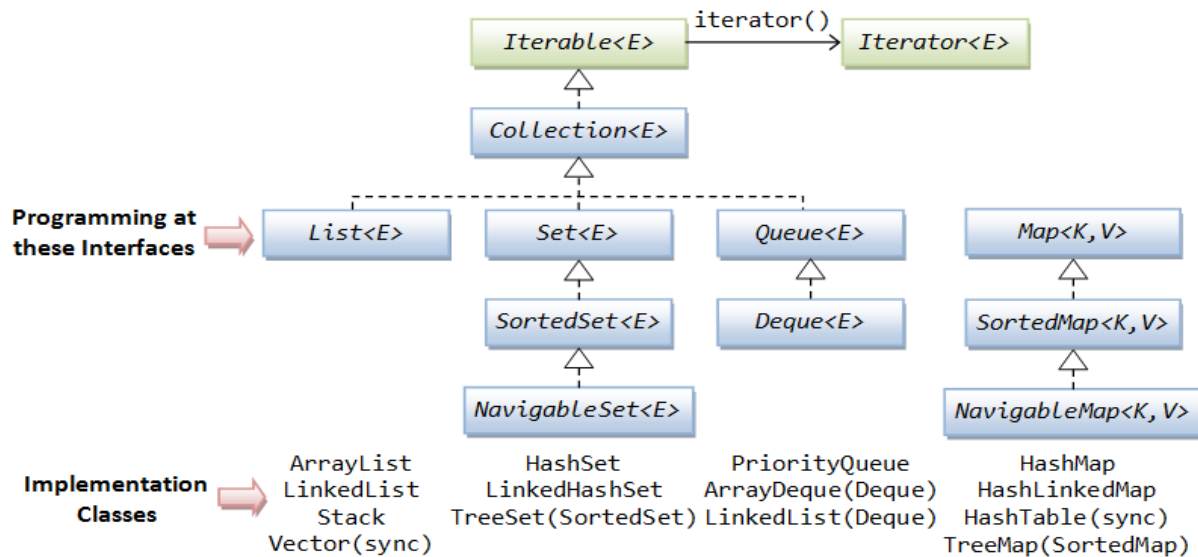 iterator()
Iterable<E>
Iterator<E>
Collection<E>
Programming at
these Interfaces
List<E>
Set<E>
Queue<E>
Map<K,V>
SortedSet<E>
Deque<E>
SortedMap<K,V>
NavigableSet<E>
NavigableMap<K,V>
Implementation
Classes
ArrayList
LinkedList
Stack
Vector(sync)
HashSet
LinkedHashSet
TreeSet(SortedSet)
PriorityQueue
ArrayDeque(Deque)
LinkedList(Deque)
HashMap
HashLinkedMap
HashTable(sync)
TreeMap(SortedMap)